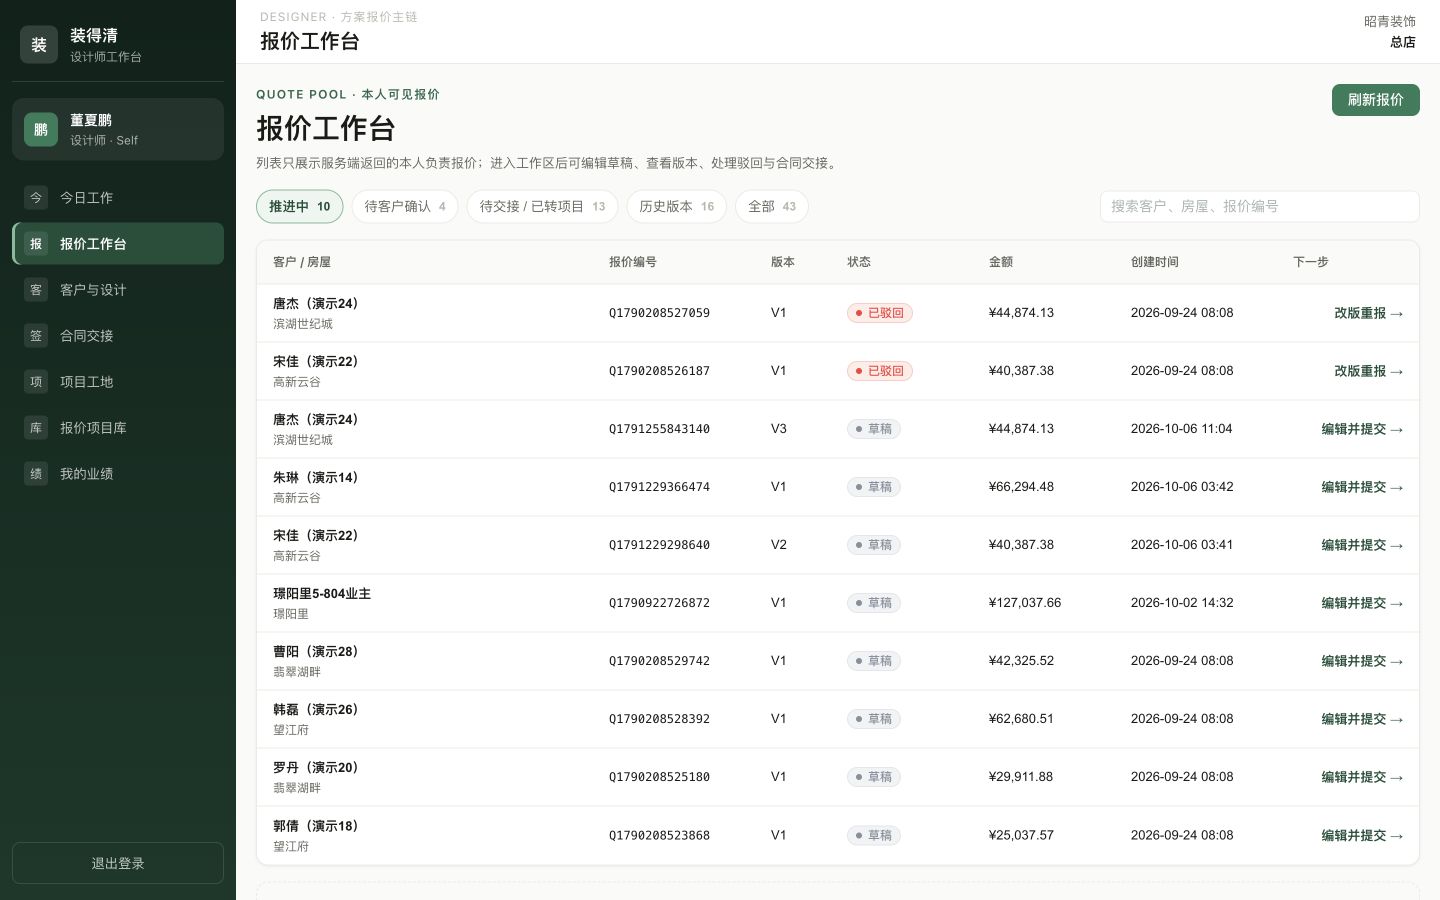 装
装得清
设计师工作台
鹏
董夏鹏
设计师 · Self
今 今日工作
报 报价工作台
客 客户与设计
签 合同交接
项 项目工地
库 报价项目库
绩 我的业绩
退出登录
DESIGNER · 方案报价主链
报价工作台
昭青装饰
总店
QUOTE POOL · 本人可见报价
报价工作台
列表只展示服务端返回的本人负责报价；进入工作区后可编辑草稿、查看版本、处理驳回与合同交接。
刷新报价
推进中 10 待客户确认 4 待交接 / 已转项目 13 历史版本 16 全部 43
搜索客户、房屋、报价编号
客户 / 房屋 报价编号 版本 状态 金额 创建时间 下一步
唐杰（演示24）
滨湖世纪城
Q1790208527059 V1 已驳回 ¥44,874.13 2026-09-24 08:08 改版重报 →
宋佳（演示22）
高新云谷
Q1790208526187 V1 已驳回 ¥40,387.38 2026-09-24 08:08 改版重报 →
唐杰（演示24）
滨湖世纪城
Q1791255843140 V3 草稿 ¥44,874.13 2026-10-06 11:04 编辑并提交 →
朱琳（演示14）
高新云谷
Q1791229366474 V1 草稿 ¥66,294.48 2026-10-06 03:42 编辑并提交 →
宋佳（演示22）
高新云谷
Q1791229298640 V2 草稿 ¥40,387.38 2026-10-06 03:41 编辑并提交 →
璟阳里5-804业主
璟阳里
Q1790922726872 V1 草稿 ¥127,037.66 2026-10-02 14:32 编辑并提交 →
曹阳（演示28）
翡翠湖畔
Q1790208529742 V1 草稿 ¥42,325.52 2026-09-24 08:08 编辑并提交 →
韩磊（演示26）
望江府
Q1790208528392 V1 草稿 ¥62,680.51 2026-09-24 08:08 编辑并提交 →
罗丹（演示20）
翡翠湖畔
Q1790208525180 V1 草稿 ¥29,911.88 2026-09-24 08:08 编辑并提交 →
郭倩（演示18）
望江府
Q1790208523868 V1 草稿 ¥25,037.57 2026-09-24 08:08 编辑并提交 →